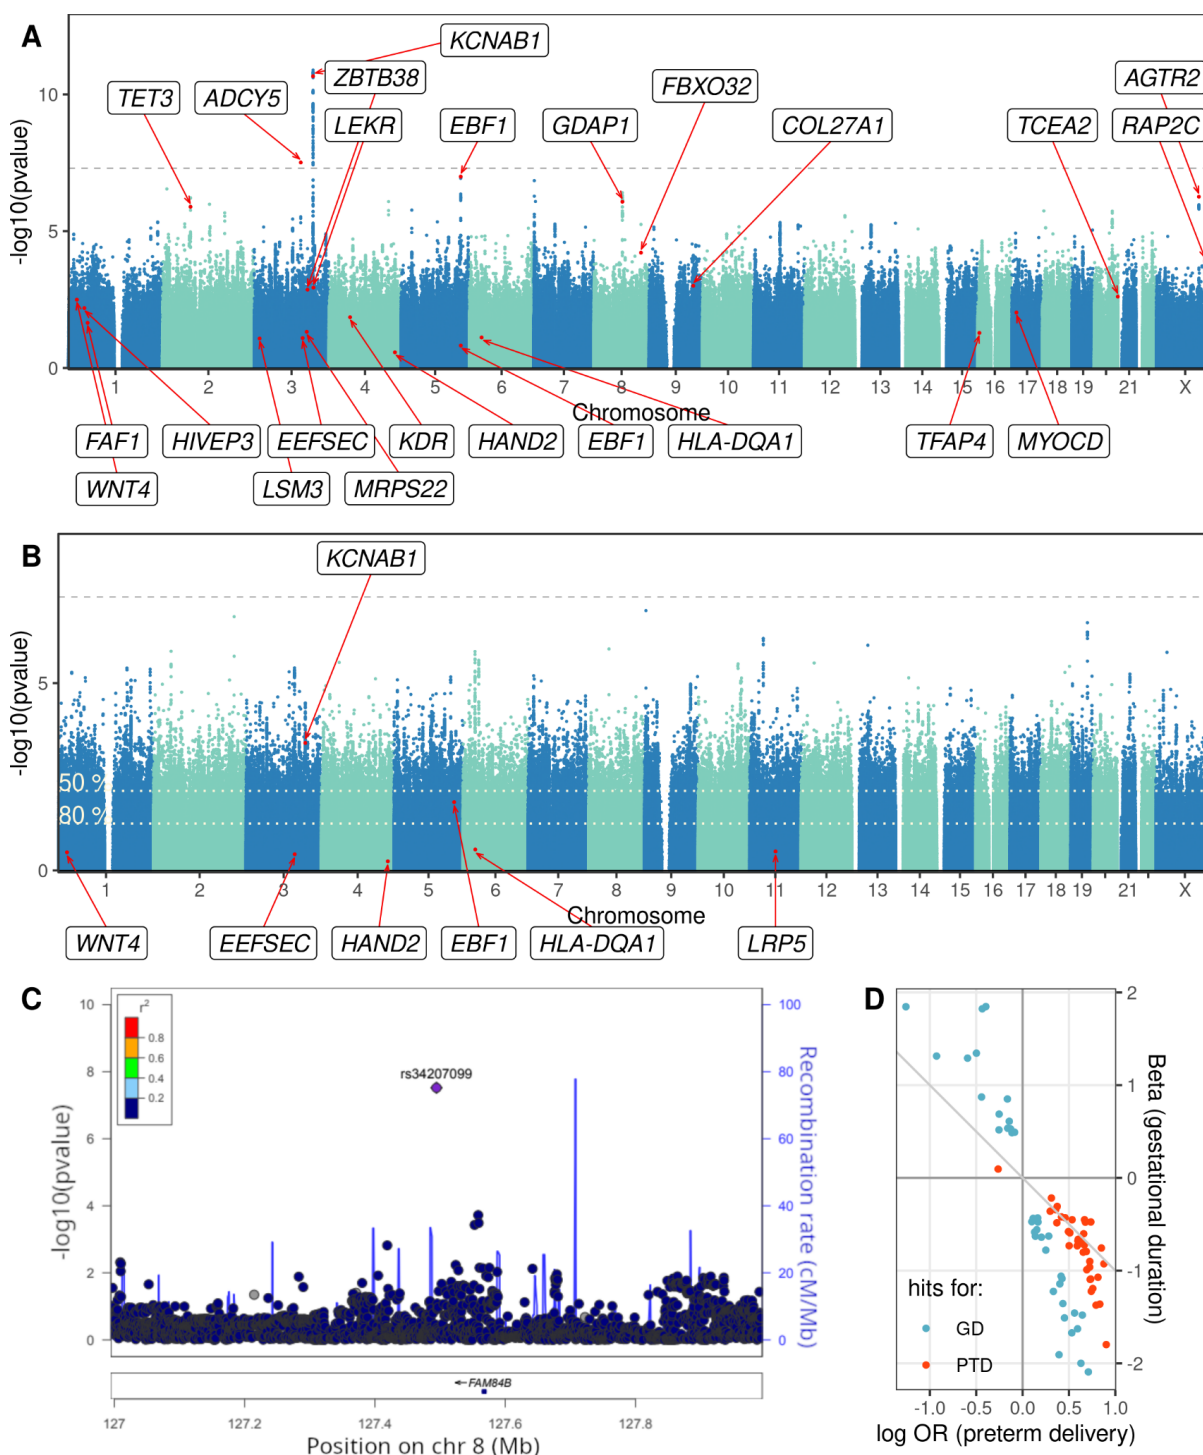 A
KCNAB1
ZBTB38
TET3
ADCY5
FBXO32
AGTR2
LEKR
EBF1
GDAP1
COL27A1
TCEA2
RAP2C
-log10(pvalue)
10
5
0
1 2 3 4 5 6 7 8 9 10 11 12 13 14 15 16 17 18 19 21 X
Chromosome
FAF1
HIVEP3
EEFSEC
KDR
HAND2
EBF1
HLA-DQA1
TFAP4
MYOCD
WNT4
LSM3
MRPS22
B
KCNAB1
-log10(pvalue)
5
50 %
80 %
0
1 2 3 4 5 6 7 8 9 10 11 12 13 14 15 16 17 18 19 21 X
Chromosome
WNT4
EEFSEC
HAND2
EBF1
HLA-DQA1
LRP5
C
r²
0.8
0.6
0.4
0.2
rs34207099
-log10(pvalue)
10
8
6
4
2
0
Recombination rate (cM/Mb)
100
80
60
40
20
0
←FAM84B
127 127.2 127.4 127.6 127.8
Position on chr 8 (Mb)
D
2
1
0
-1
-2
Beta (gestational duration)
hits for:
GD
PTD
-1.0 -0.5 0.0 0.5 1.0
log OR (preterm delivery)